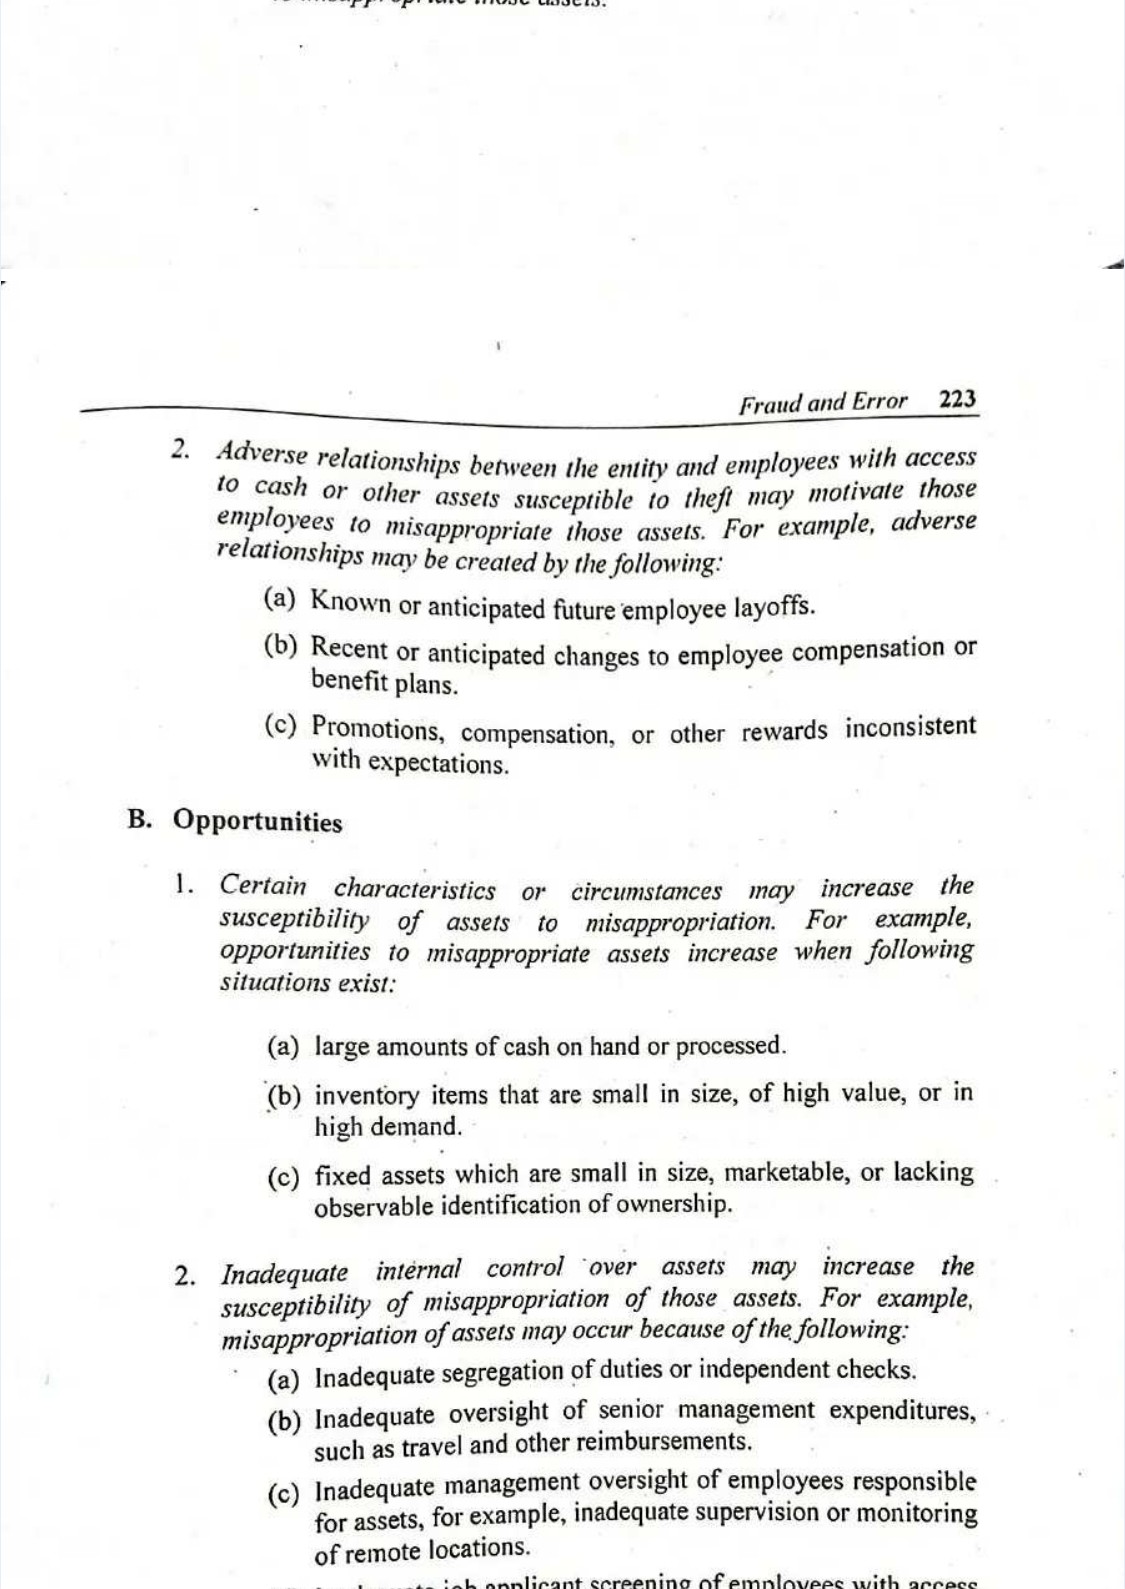 assets.
Fraud and Error 223
2. Adverse relationships between the entity and employees with access
to cash or other assets susceptible to theft may motivate those
employees to misappropriate those assets. For example, adverse
relationships may be created by the following:
(a) Known or anticipated future employee layoffs.
(b) Recent or anticipated changes to employee compensation or
benefit plans.
(c) Promotions, compensation, or other rewards inconsistent
with expectations.
B. Opportunities
1. Certain characteristics or circumstances may increase the
susceptibility of assets to misappropriation. For example,
opportunities to misappropriate assets increase when following
situations exist:
(a) large amounts of cash on hand or processed.
(b) inventory items that are small in size, of high value, or in
high demand.
(c) fixed assets which are small in size, marketable, or lacking
observable identification of ownership.
2. Inadequate internal control over assets may increase the
susceptibility of misappropriation of those assets. For example,
misappropriation of assets may occur because of the following:
(a) Inadequate segregation of duties or independent checks.
(b) Inadequate oversight of senior management expenditures,
such as travel and other reimbursements.
(c) Inadequate management oversight of employees responsible
for assets, for example, inadequate supervision or monitoring
of remote locations.
job applicant screening of employees with access